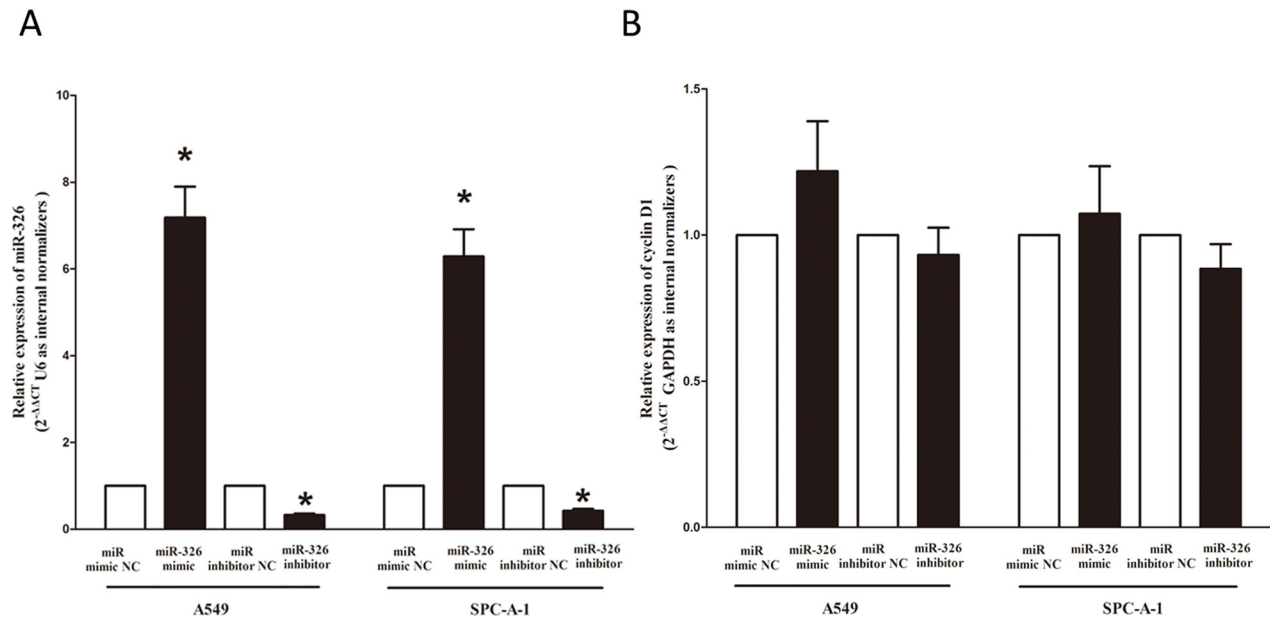 A
Relative expression of miR-326
(2-ΔΔCT U6 as internal normalizers )
10
8
6
4
2
0
*
*
*
*
miR
mimic NC
miR-326
mimic
miR
inhibitor NC
miR-326
inhibitor
miR
mimic NC
miR-326
mimic
miR
inhibitor NC
miR-326
inhibitor
A549
SPC-A-1
B
Relative expression of cyclin D1
(2-ΔΔCT GAPDH as internal normalizers )
1.5
1.0
0.5
0.0
miR
mimic NC
miR-326
mimic
miR
inhibitor NC
miR-326
inhibitor
miR
mimic NC
miR-326
mimic
miR
inhibitor NC
miR-326
inhibitor
A549
SPC-A-1